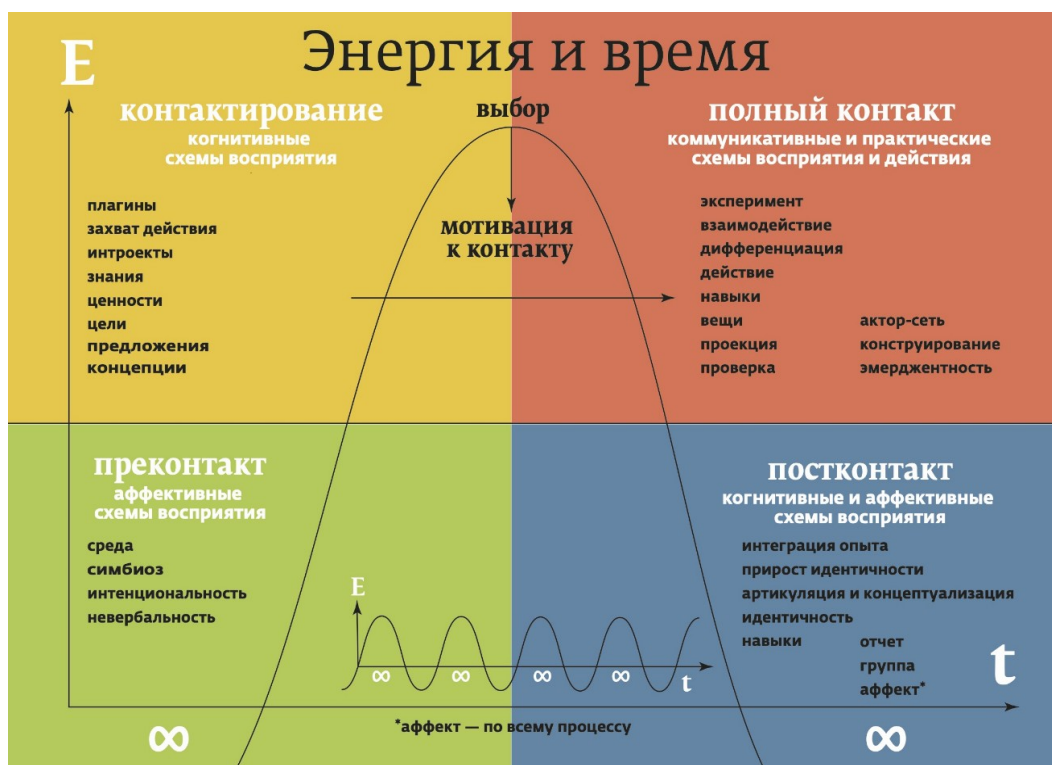 Энергия и время
E
контактирование
когнитивные
схемы восприятия
плагины
захват действия
интроекты
знания
ценности
цели
предложения
концепции
выбор
мотивация
к контакту
полный контакт
коммуникативные и практические
схемы восприятия и действия
эксперимент
взаимодействие
дифференциация
действие
навыки
вещи
проекция
проверка
актор-сеть
конструирование
эмерджентность
преконтакт
аффективные
схемы восприятия
среда
симбиоз
интенциональность
невербальность
E
∞ ∞ ∞ ∞
t
постконтакт
когнитивные и аффективные
схемы восприятия
интеграция опыта
прирост идентичности
артикуляция и концептуализация
идентичность
навыки
отчет
группа
аффект*
t
∞
*аффект — по всему процессу
∞